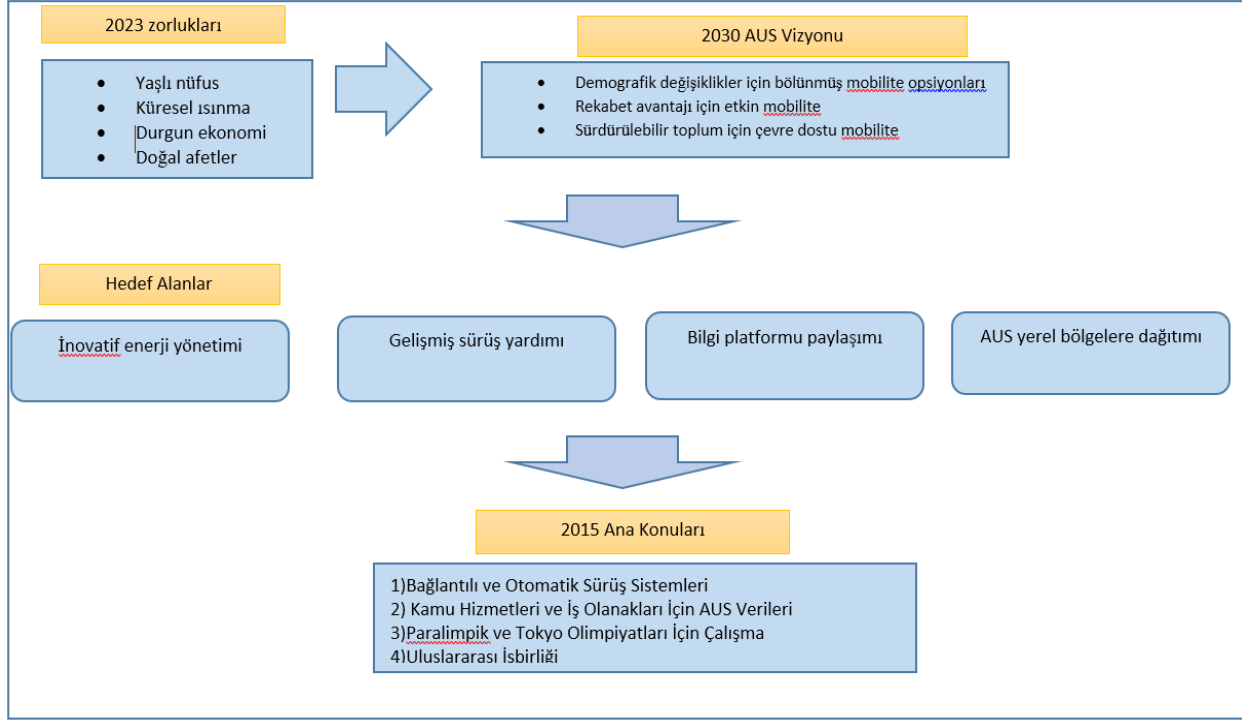 2023 zorlukları
Yaşlı nüfus
Küresel ısınma
Durgun ekonomi
Doğal afetler
2030 AUS Vizyonu
Demografik değişiklikler için bölünmüş mobilite opsiyonları
Rekabet avantajı için etkin mobilite
Sürdürülebilir toplum için çevre dostu mobilite
Hedef Alanlar
İnovatif enerji yönetimi
Gelişmiş sürüş yardımı
Bilgi platformu paylaşımı
AUS yerel bölgelere dağıtımı
2015 Ana Konuları
1)Bağlantılı ve Otomatik Sürüş Sistemleri
2) Kamu Hizmetleri ve İş Olanakları İçin AUS Verileri
3)Paralimpik ve Tokyo Olimpiyatları İçin Çalışma
4)Uluslararası İşbirliği